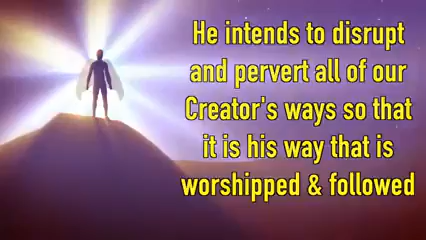 He intends to disrupt
and pervert all of our
Creator's ways so that
it is his way that is
worshipped & followed